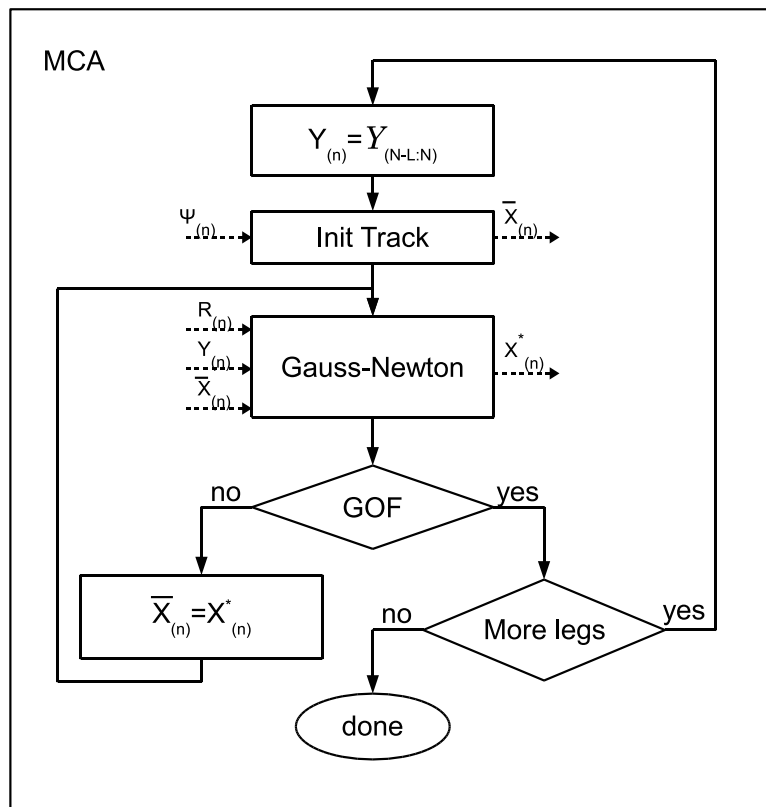 MCA
Y(n)=Y(N-L:N)
Ψ(n)
Init Track
X̄(n)
R(n)
Y(n)
X̄(n)
Gauss-Newton
X*(n)
GOF
no
yes
X̄(n)=X*(n)
no
More legs
yes
done